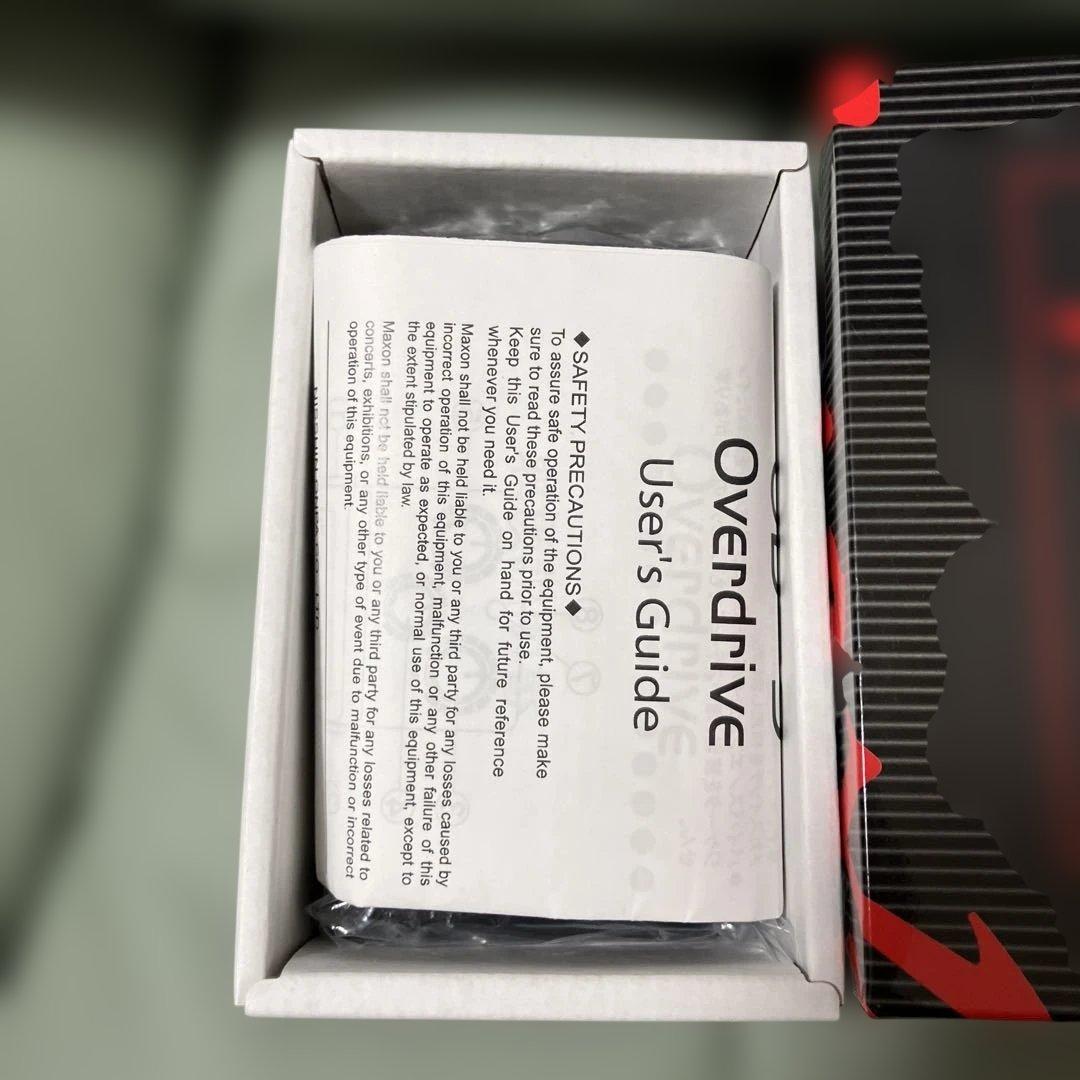 Overdrive
User's Guide
◆SAFETY PRECAUTIONS◆
To assure safe operation of the equipment, please make
sure to read these precautions prior to use.
Keep this User's Guide on hand for future reference
whenever you need it.
Maxon shall not be held liable to you or any third party for any losses caused by
incorrect operation of this equipment, malfunction or any other failure of this
equipment to operate as expected, or normal use of this equipment, except to
the extent stipulated by law.
Maxon shall not be held liable to you or any third party for any losses related to
concerts, exhibitions, or any other type of event due to malfunction or incorrect
operation of this equipment.